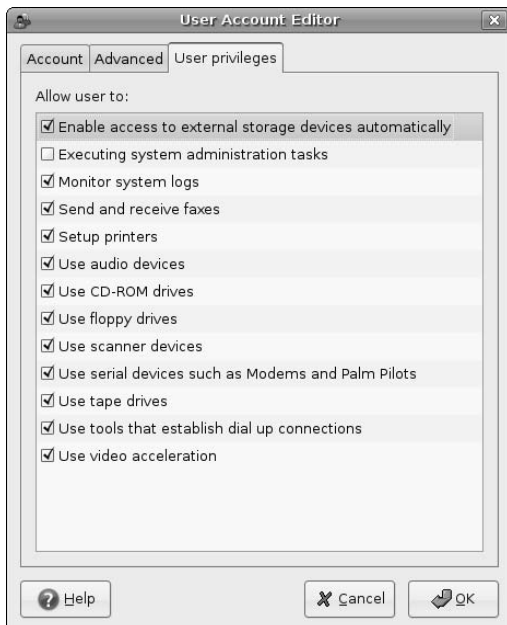 User Account Editor
Account Advanced User privileges
Allow user to:
Enable access to external storage devices automatically
Executing system administration tasks
Monitor system logs
Send and receive faxes
Setup printers
Use audio devices
Use CD-ROM drives
Use floppy drives
Use scanner devices
Use serial devices such as Modems and Palm Pilots
Use tape drives
Use tools that establish dial up connections
Use video acceleration
Help Cancel OK